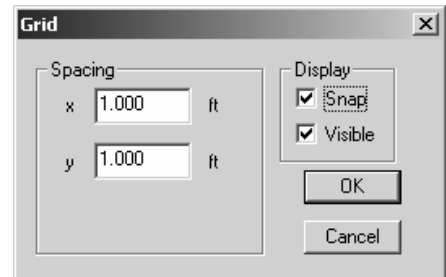 Grid
Spacing
x 1.000 ft
y 1.000 ft
Display
Snap
Visible
OK
Cancel